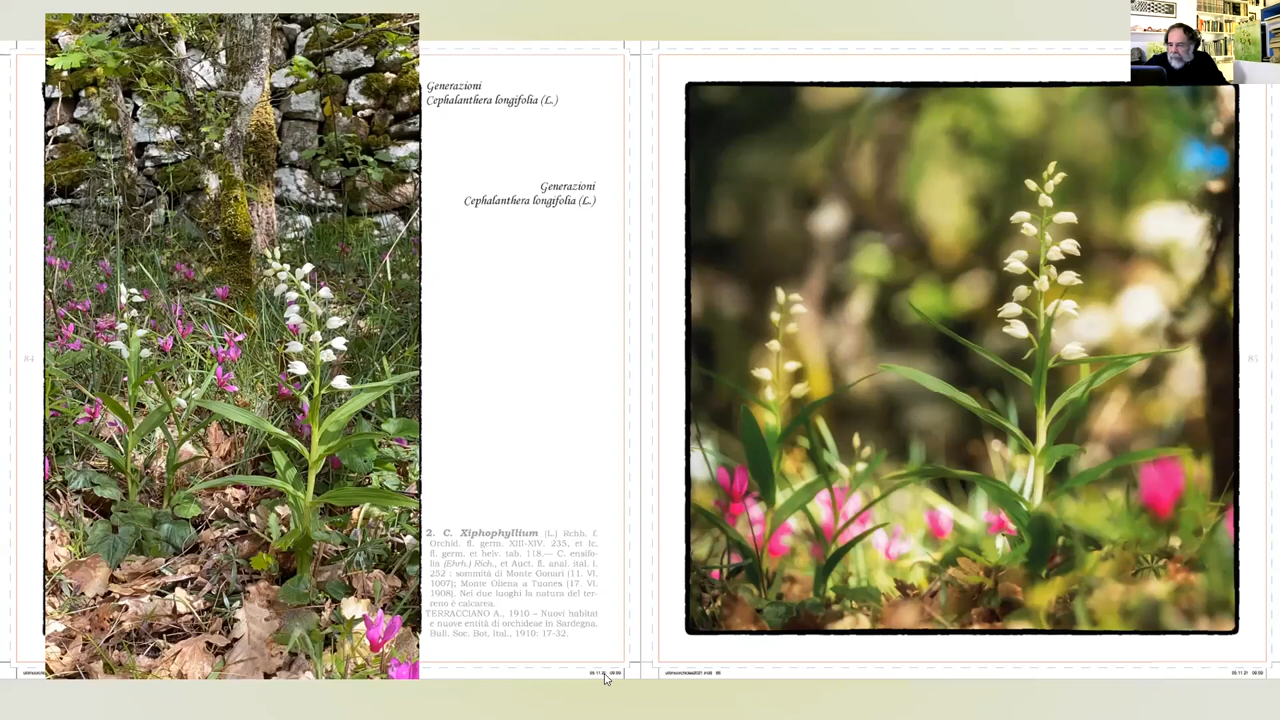 Generazioni
Cephalanthera longifolia (L.)
Generazioni
Cephalanthera longifolia (L.)
84
2. C. Xiphophyllium (L.) Rchb. f.
Orchid. fl. germ. XIII-XIV. 235, et Ic.
fl. germ. et helv. tab. 118.— C. ensifo-
lia (Ehrh.) Rich., et Auct. fl. anal. ital. I.
252 : sommità di Monte Gonari (11. VI.
1907); Monte Oliena a Tuones (17. VI.
1908). Nei due luoghi la natura del ter-
reno è calcarea.
TERRACCIANO A., 1910 – Nuovi habitat
e nuove entità di orchideae in Sardegna.
Bull. Soc. Bot. Ital., 1910: 17-32.
85